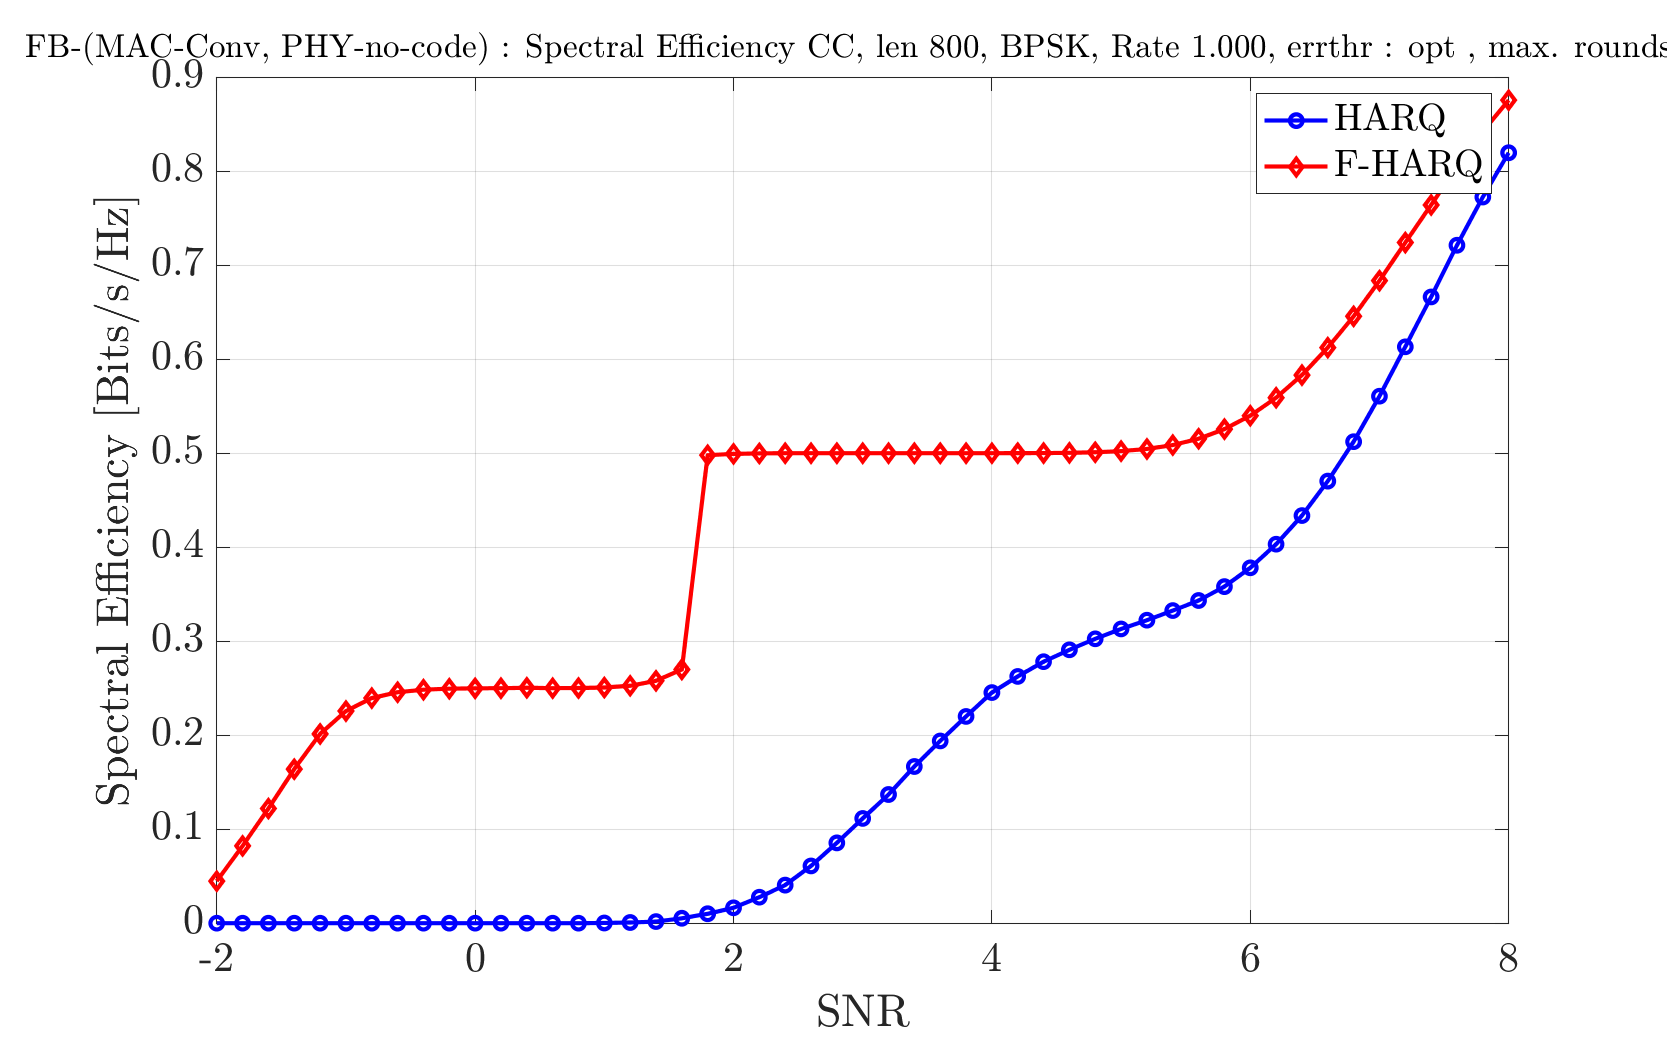 FB-(MAC-Conv, PHY-no-code) : Spectral Efficiency CC, len 800, BPSK, Rate 1.000, errthr : opt , max. rounds
0.9
0.8
0.7
0.6
0.5
0.4
0.3
0.2
0.1
0
Spectral Efficiency [Bits/s/Hz]
HARQ
F-HARQ
-2 0 2 4 6 8
SNR